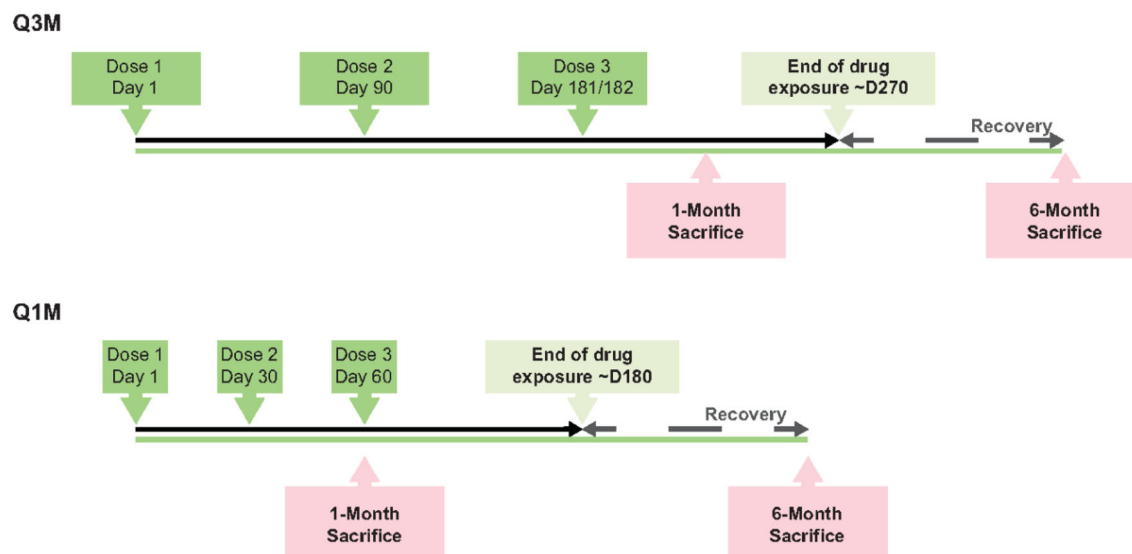 Q3M
Dose 1
Day 1
Dose 2
Day 90
Dose 3
Day 181/182
End of drug
exposure ~D270
Recovery
1-Month
Sacrifice
6-Month
Sacrifice
Q1M
Dose 1
Day 1
Dose 2
Day 30
Dose 3
Day 60
End of drug
exposure ~D180
Recovery
1-Month
Sacrifice
6-Month
Sacrifice